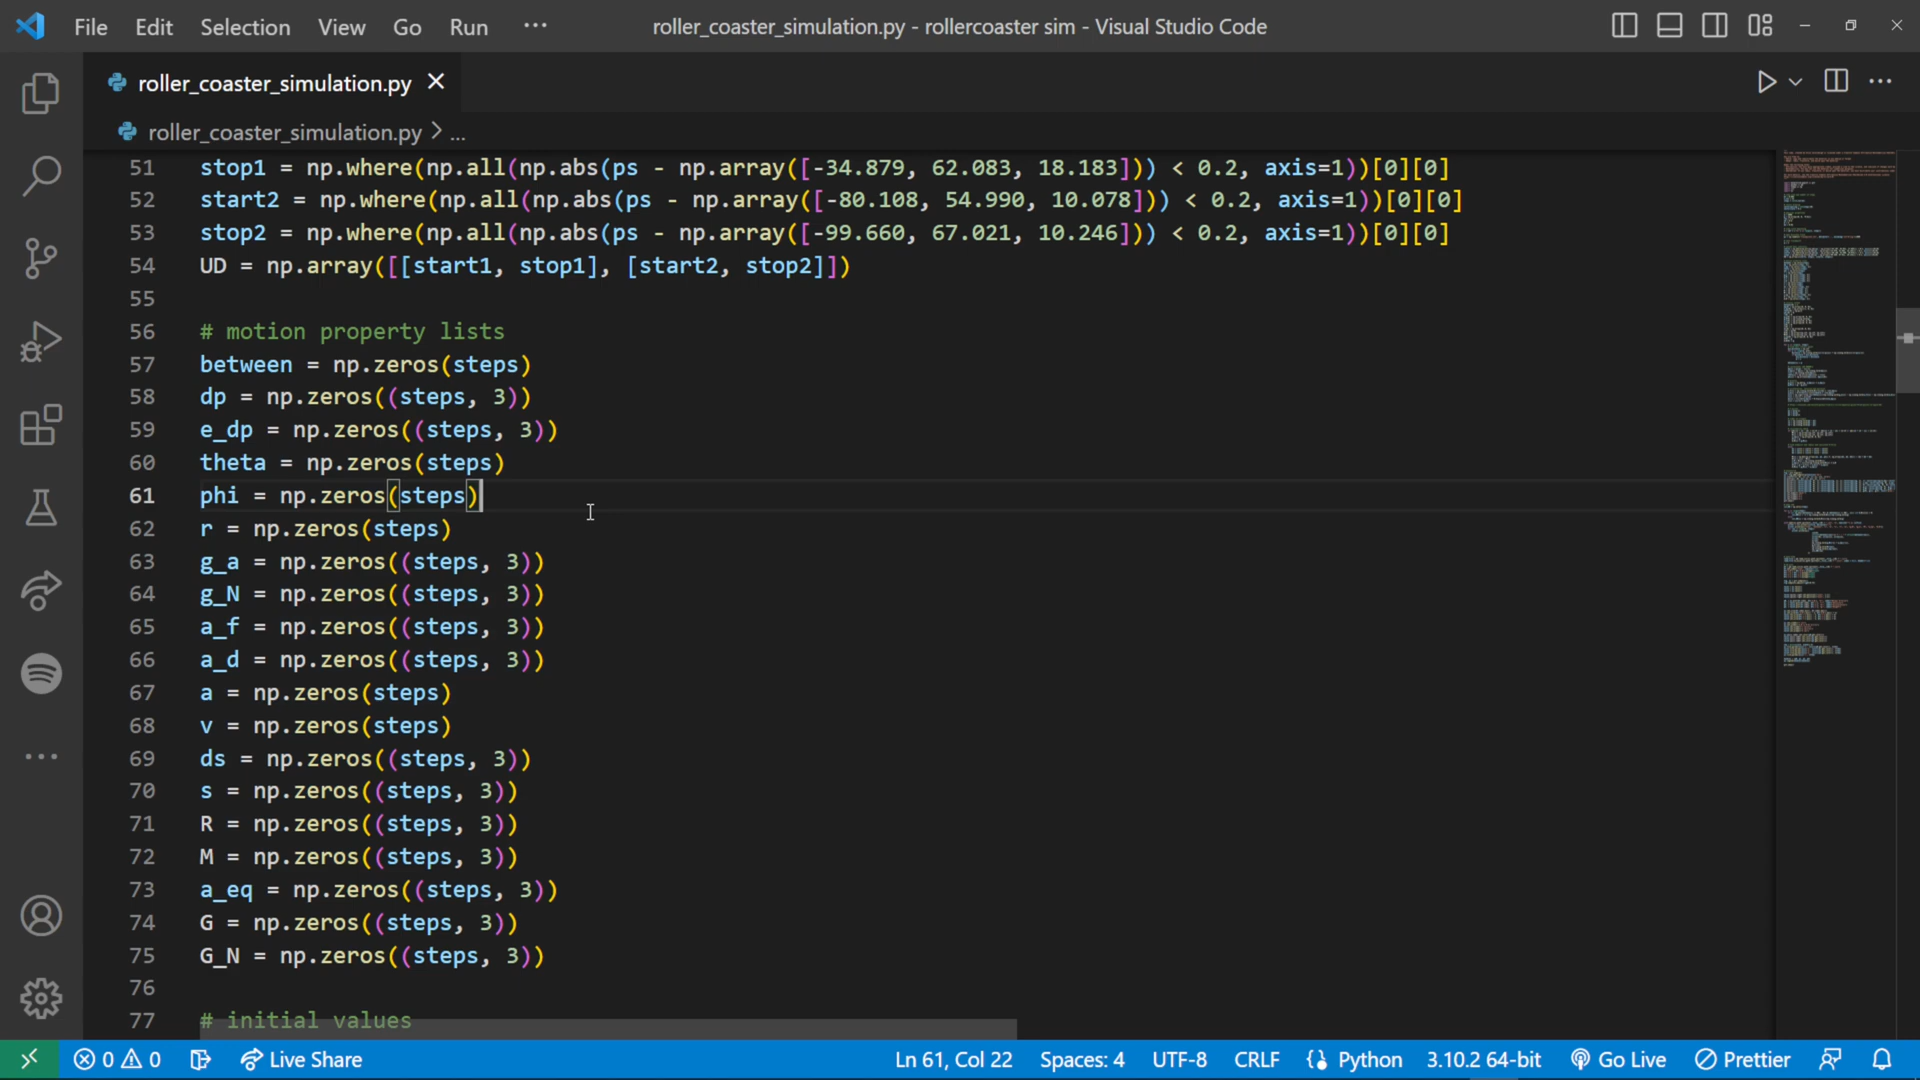 File Edit Selection View Go Run ... roller_coaster_simulation.py - rollercoaster sim - Visual Studio Code
roller_coaster_simulation.py
roller_coaster_simulation.py > ...
51 stop1 = np.where(np.all(np.abs(ps - np.array([-34.879, 62.083, 18.183])) < 0.2, axis=1))[0][0]
52 start2 = np.where(np.all(np.abs(ps - np.array([-80.108, 54.990, 10.078])) < 0.2, axis=1))[0][0]
53 stop2 = np.where(np.all(np.abs(ps - np.array([-99.660, 67.021, 10.246])) < 0.2, axis=1))[0][0]
54 UD = np.array([[start1, stop1], [start2, stop2]])
55
56 # motion property lists
57 between = np.zeros(steps)
58 dp = np.zeros((steps, 3))
59 e_dp = np.zeros((steps, 3))
60 theta = np.zeros(steps)
61 phi = np.zeros(steps)
62 r = np.zeros(steps)
63 g_a = np.zeros((steps, 3))
64 g_N = np.zeros((steps, 3))
65 a_f = np.zeros((steps, 3))
66 a_d = np.zeros((steps, 3))
67 a = np.zeros(steps)
68 v = np.zeros(steps)
69 ds = np.zeros((steps, 3))
70 s = np.zeros((steps, 3))
71 R = np.zeros((steps, 3))
72 M = np.zeros((steps, 3))
73 a_eq = np.zeros((steps, 3))
74 G = np.zeros((steps, 3))
75 G_N = np.zeros((steps, 3))
76
77 # initial values
0 0 Live Share Ln 61, Col 22 Spaces: 4 UTF-8 CRLF Python 3.10.2 64-bit Go Live Prettier